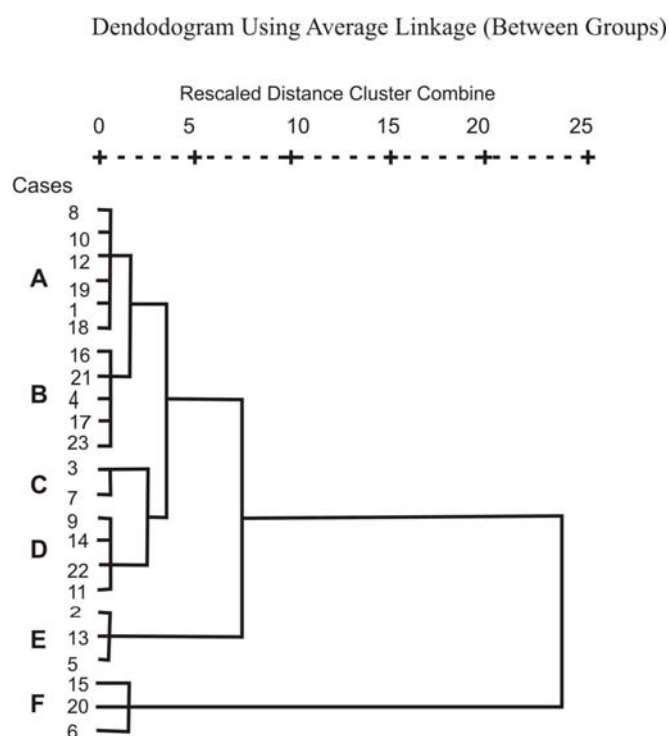 Dendodogram Using Average Linkage (Between Groups)
Rescaled Distance Cluster Combine
0 5 10 15 20 25
Cases
8
10
12
A
19
1
18
16
21
B
4
17
23
3
C
7
9
14
D
22
11
2
E 13
5
15
F 20
6